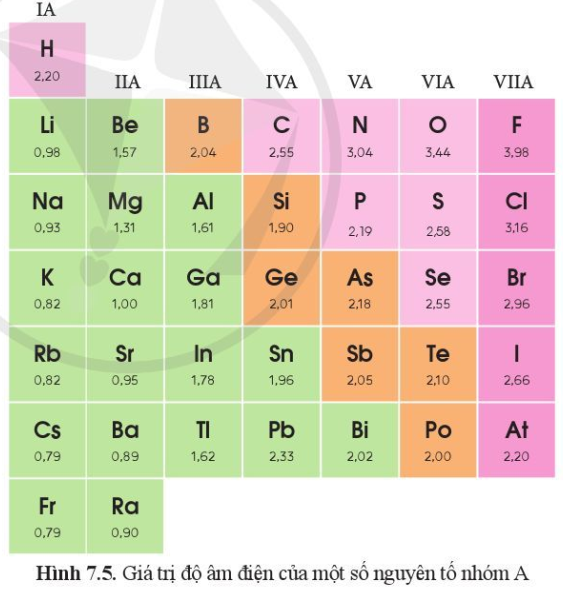 IA
H
2,20
IIA IIIA IVA VA VIA VIIA
Li Be B C N O F
0,98 1,57 2,04 2,55 3,04 3,44 3,98
Na Mg Al Si P S Cl
0,93 1,31 1,61 1,90 2,19 2,58 3,16
K Ca Ga Ge As Se Br
0,82 1,00 1,81 2,01 2,18 2,55 2,96
Rb Sr In Sn Sb Te I
0,82 0,95 1,78 1,96 2,05 2,10 2,66
Cs Ba Tl Pb Bi Po At
0,79 0,89 1,62 2,33 2,02 2,00 2,20
Fr Ra
0,79 0,90
Hình 7.5. Giá trị độ âm điện của một số nguyên tố nhóm A